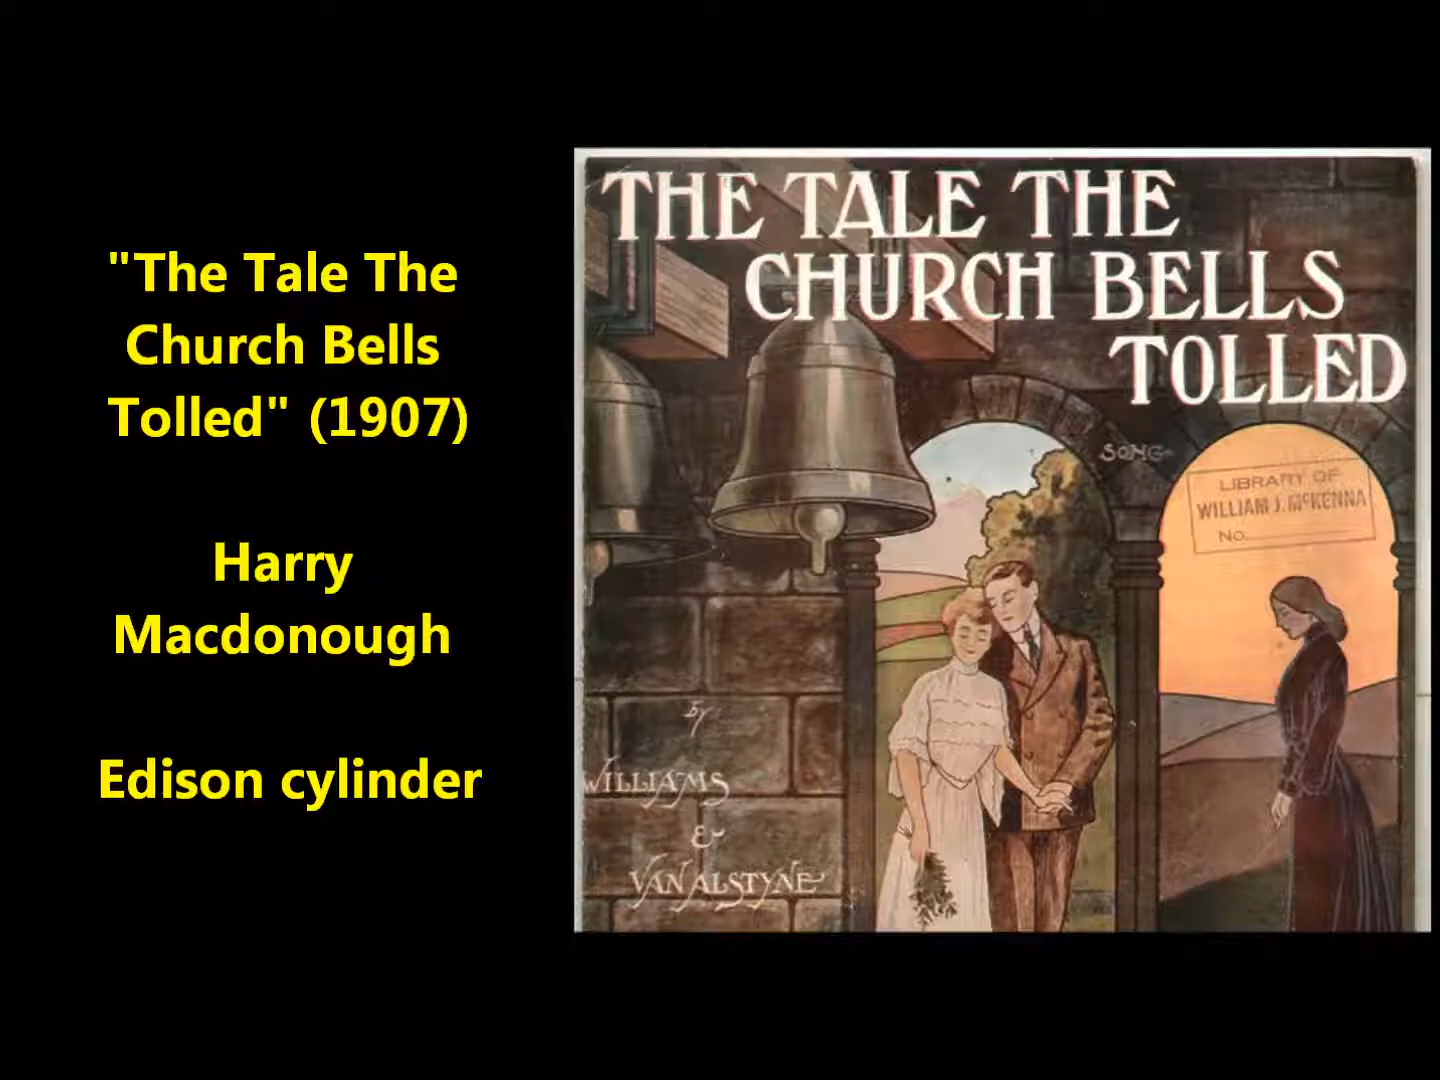 "The Tale The
Church Bells
Tolled" (1907)
Harry
Macdonough
Edison cylinder
THE TALE THE
CHURCH BELLS
TOLLED
SONG
LIBRARY OF
WILLIAM J. McKENNA
No.
by
WILLIAMS
&
VAN ALSTYNE